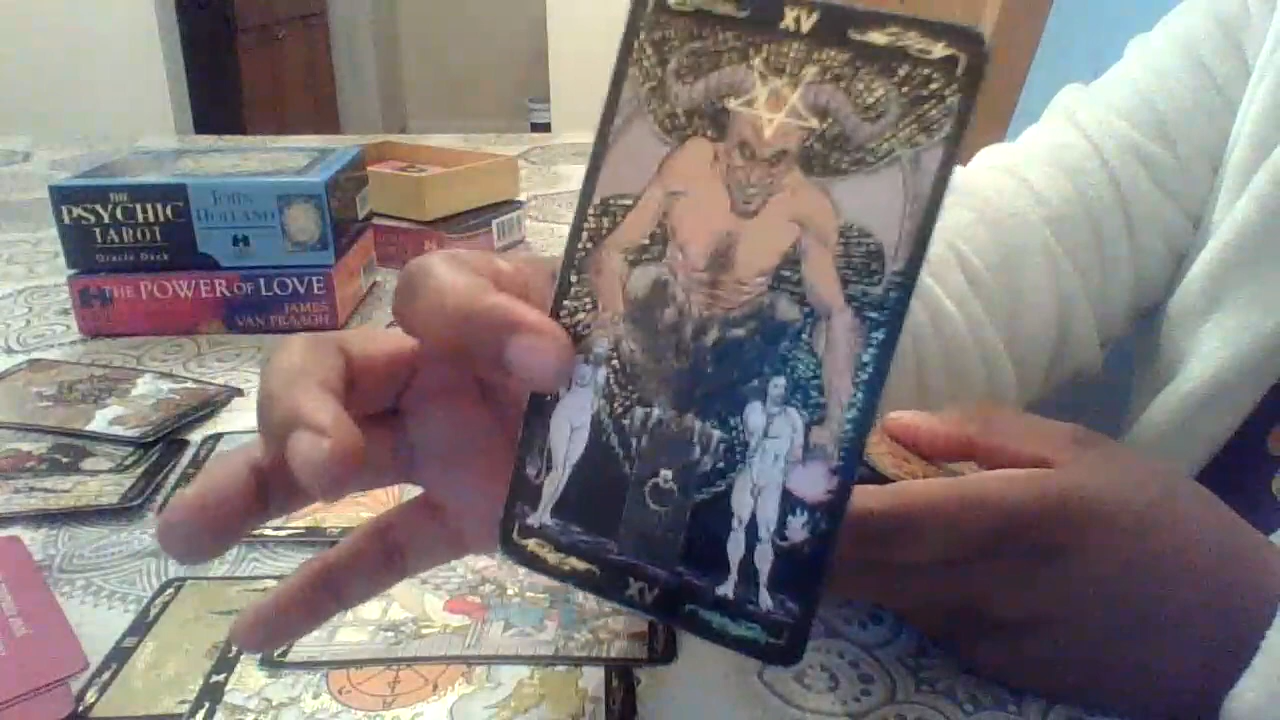 XV
THE
PSYCHIC
TAROT
Oracle Deck
JOHN
HOLLAND
THE POWER OF LOVE
JAMES
VAN PRAAGH
XV